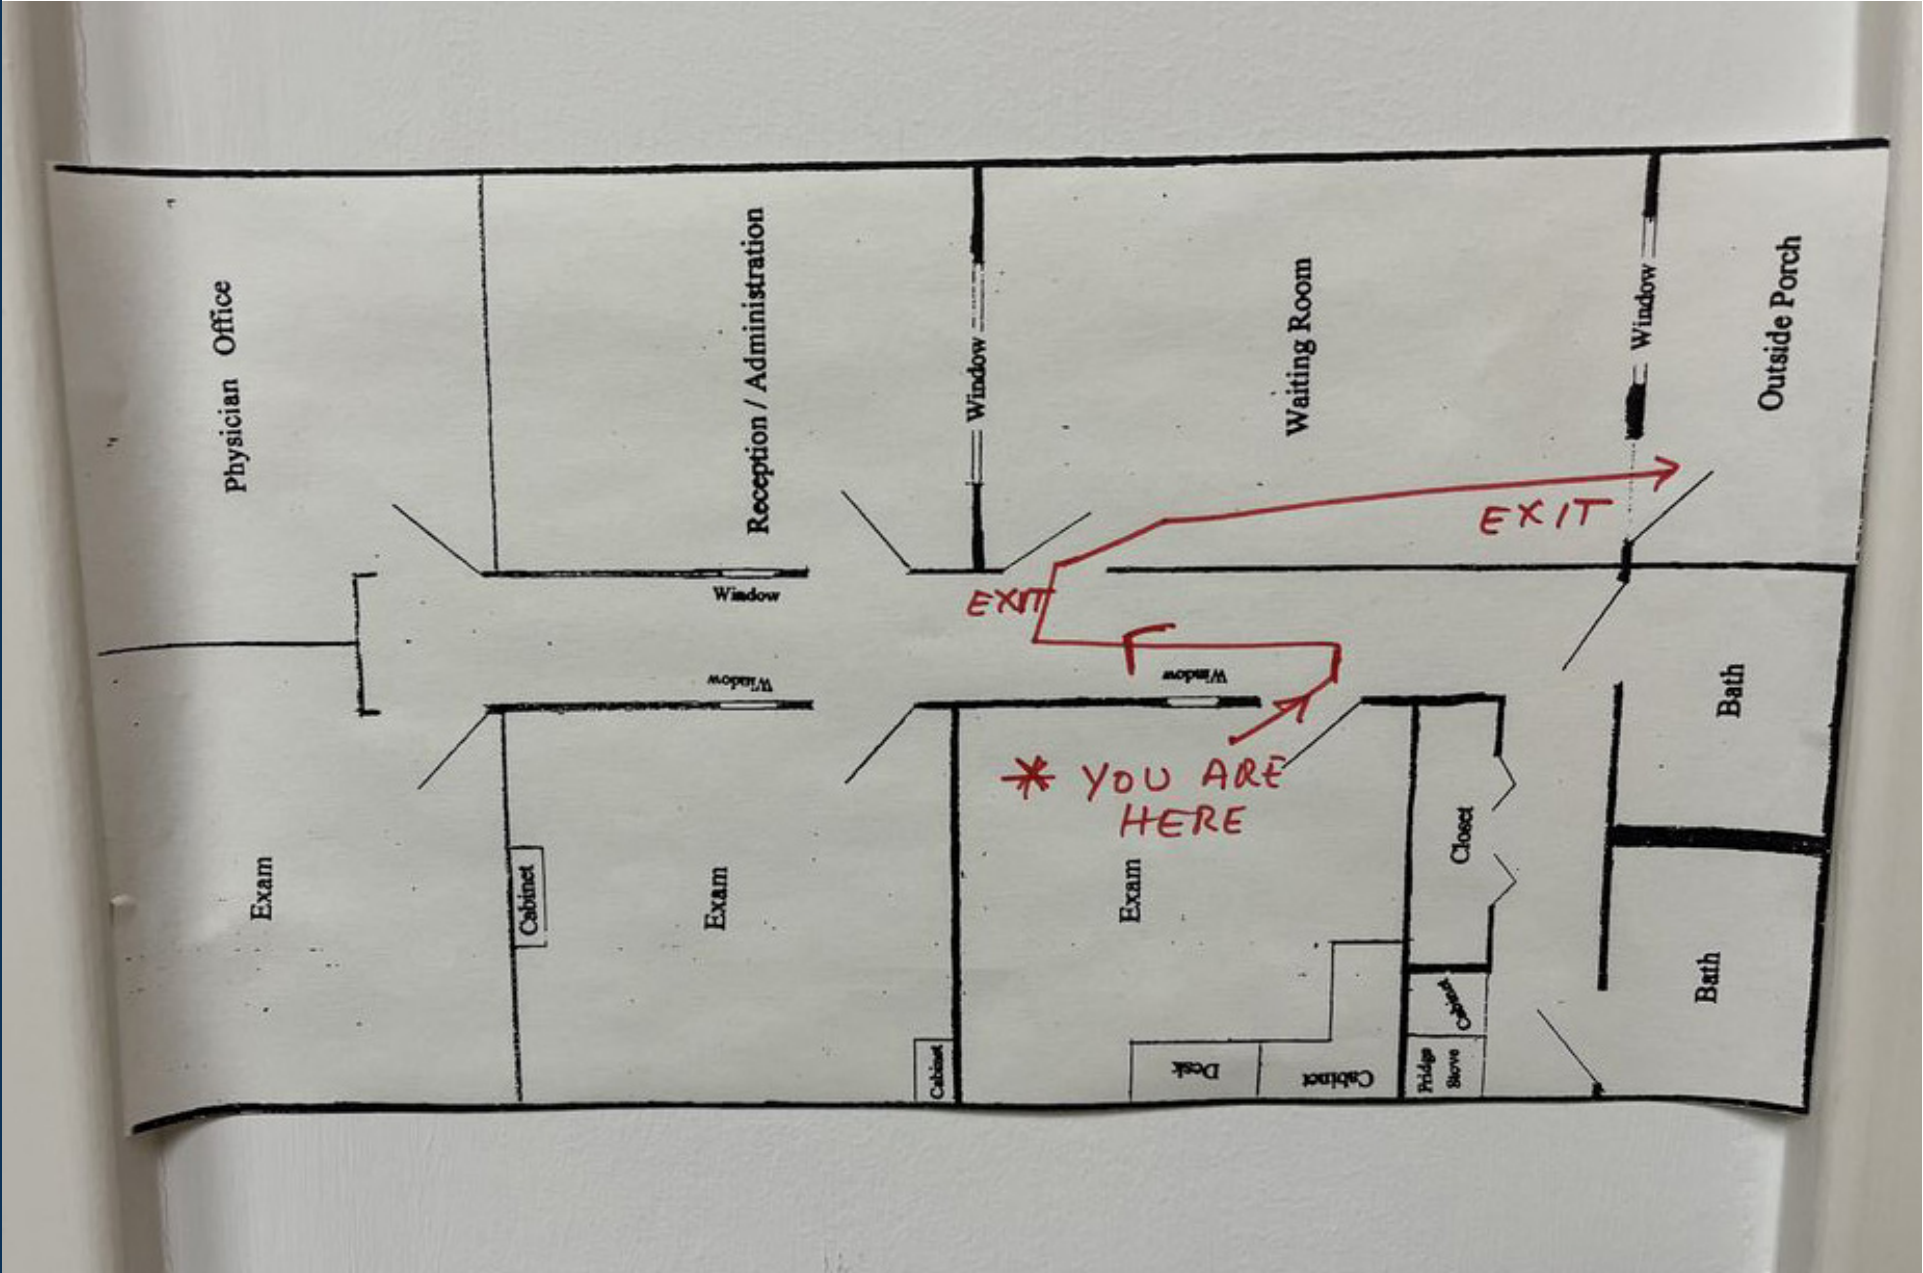 Physician Office
Reception / Administration
Window
Waiting Room
Window
Outside Porch
EXIT
Window
EXIT
Window
Window
Bath
* YOU ARE
HERE
Exam
Cabinet
Exam
Exam
Closet
Bath
Cabinet
Desk
Cabinet
Cabinet
Fridge
Stove